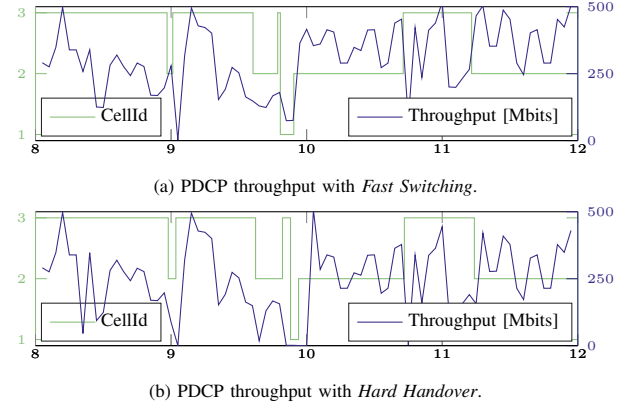 3 500
2 250
CellId Throughput [Mbits]
1 0
8 9 10 11 12
(a) PDCP throughput with Fast Switching.
3 500
2 250
CellId Throughput [Mbits]
1 0
8 9 10 11 12
(b) PDCP throughput with Hard Handover.